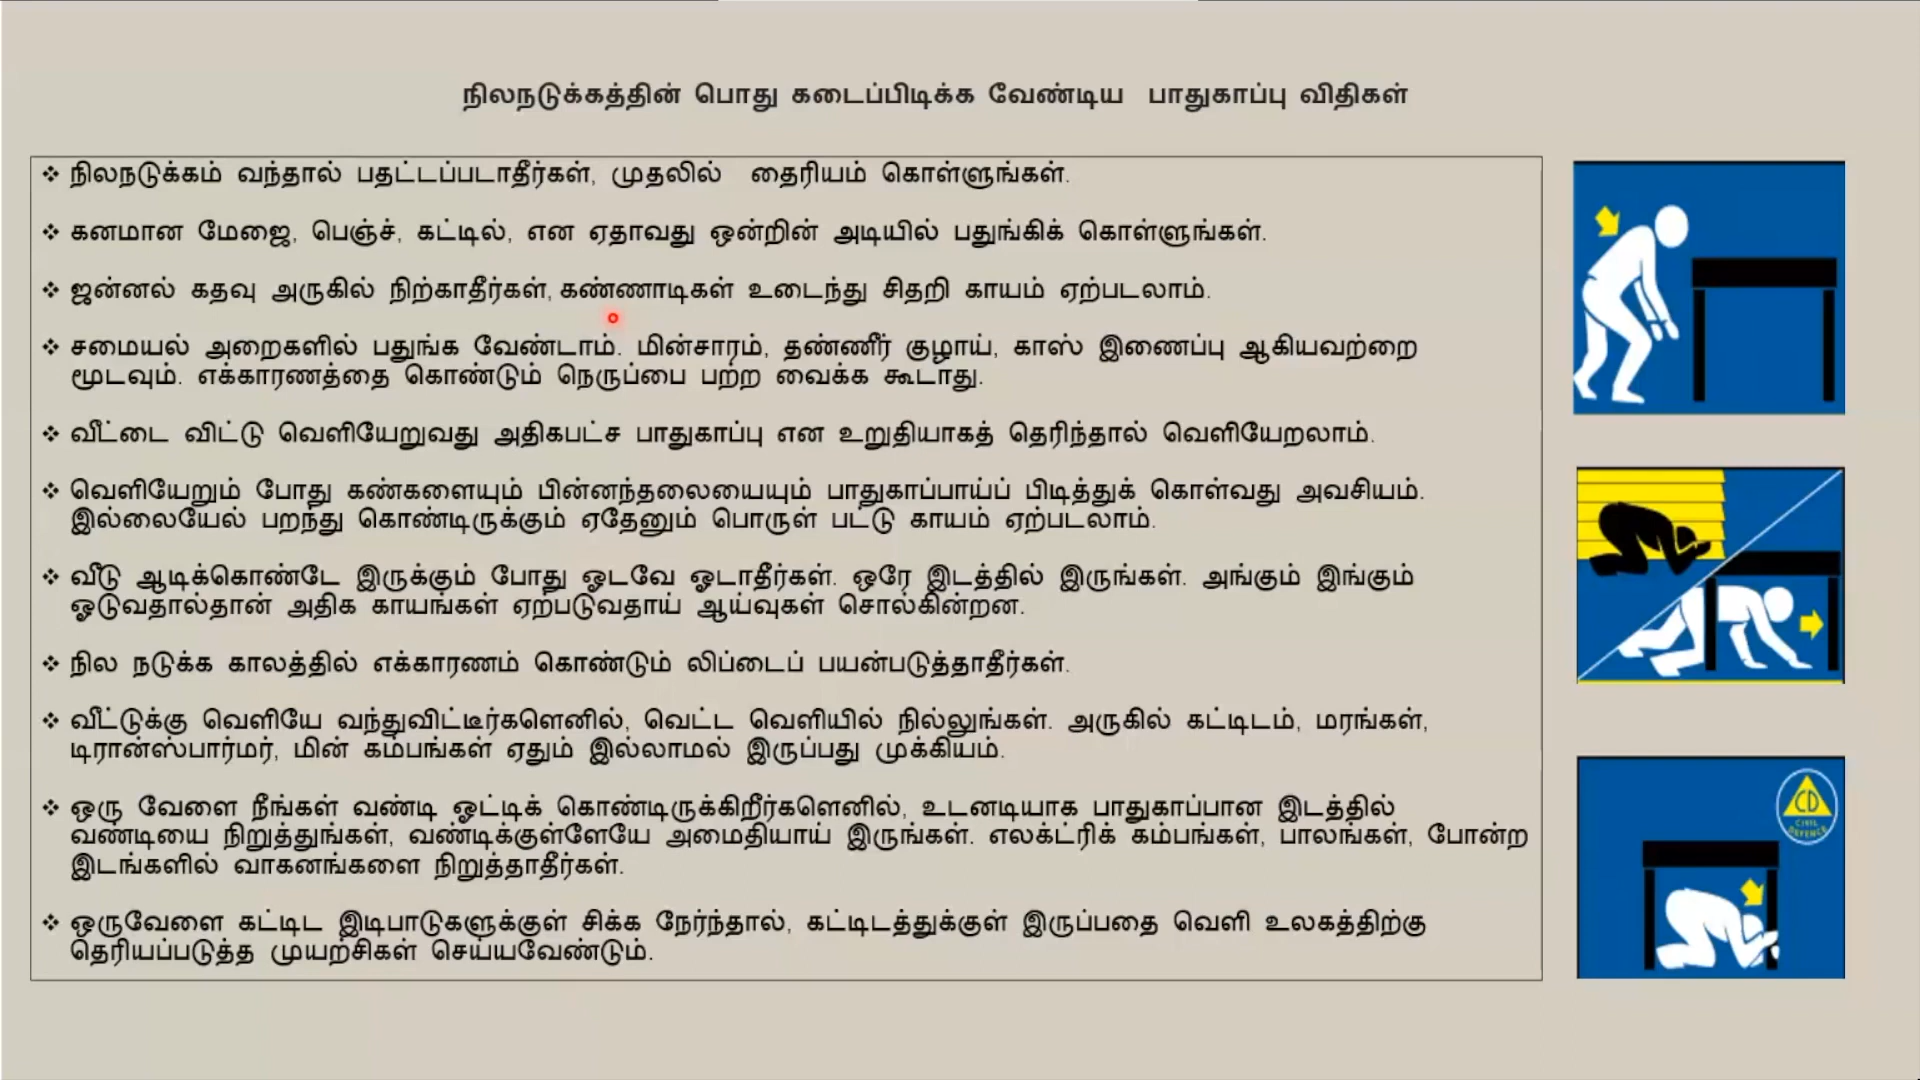 நிலநடுக்கத்தின் பொது கடைப்பிடிக்க வேண்டிய பாதுகாப்பு விதிகள்
❖ நிலநடுக்கம் வந்தால் பதட்டப்படாதீர்கள், முதலில் தைரியம் கொள்ளுங்கள்.
❖ கனமான மேஜை, பெஞ்ச், கட்டில், என ஏதாவது ஒன்றின் அடியில் பதுங்கிக் கொள்ளுங்கள்.
❖ ஜன்னல் கதவு அருகில் நிற்காதீர்கள், கண்ணாடிகள் உடைந்து சிதறி காயம் ஏற்படலாம்.
❖ சமையல் அறைகளில் பதுங்க வேண்டாம். மின்சாரம், தண்ணீர் குழாய், காஸ் இணைப்பு ஆகியவற்றை
மூடவும். எக்காரணத்தை கொண்டும் நெருப்பை பற்ற வைக்க கூடாது.
❖ வீட்டை விட்டு வெளியேறுவது அதிகபட்ச பாதுகாப்பு என உறுதியாகத் தெரிந்தால் வெளியேறலாம்.
❖ வெளியேறும் போது கண்களையும் பின்னந்தலையையும் பாதுகாப்பாய்ப் பிடித்துக் கொள்வது அவசியம்.
இல்லையேல் பறந்து கொண்டிருக்கும் ஏதேனும் பொருள் பட்டு காயம் ஏற்படலாம்.
❖ வீடு ஆடிக்கொண்டே இருக்கும் போது ஓடவே ஓடாதீர்கள். ஒரே இடத்தில் இருங்கள். அங்கும் இங்கும்
ஓடுவதால்தான் அதிக காயங்கள் ஏற்படுவதாய் ஆய்வுகள் சொல்கின்றன.
❖ நில நடுக்க காலத்தில் எக்காரணம் கொண்டும் லிப்டைப் பயன்படுத்தாதீர்கள்.
❖ வீட்டுக்கு வெளியே வந்துவிட்டீர்களெனில், வெட்ட வெளியில் நில்லுங்கள். அருகில் கட்டிடம், மரங்கள்,
டிரான்ஸ்பார்மர், மின் கம்பங்கள் ஏதும் இல்லாமல் இருப்பது முக்கியம்.
❖ ஒரு வேளை நீங்கள் வண்டி ஓட்டிக் கொண்டிருக்கிறீர்களெனில், உடனடியாக பாதுகாப்பான இடத்தில்
வண்டியை நிறுத்துங்கள், வண்டிக்குள்ளேயே அமைதியாய் இருங்கள். எலக்ட்ரிக் கம்பங்கள், பாலங்கள், போன்ற
இடங்களில் வாகனங்களை நிறுத்தாதீர்கள்.
❖ ஒருவேளை கட்டிட இடிபாடுகளுக்குள் சிக்க நேர்ந்தால், கட்டிடத்துக்குள் இருப்பதை வெளி உலகத்திற்கு
தெரியப்படுத்த முயற்சிகள் செய்யவேண்டும்.
CD
CIVIL
DEFENCE